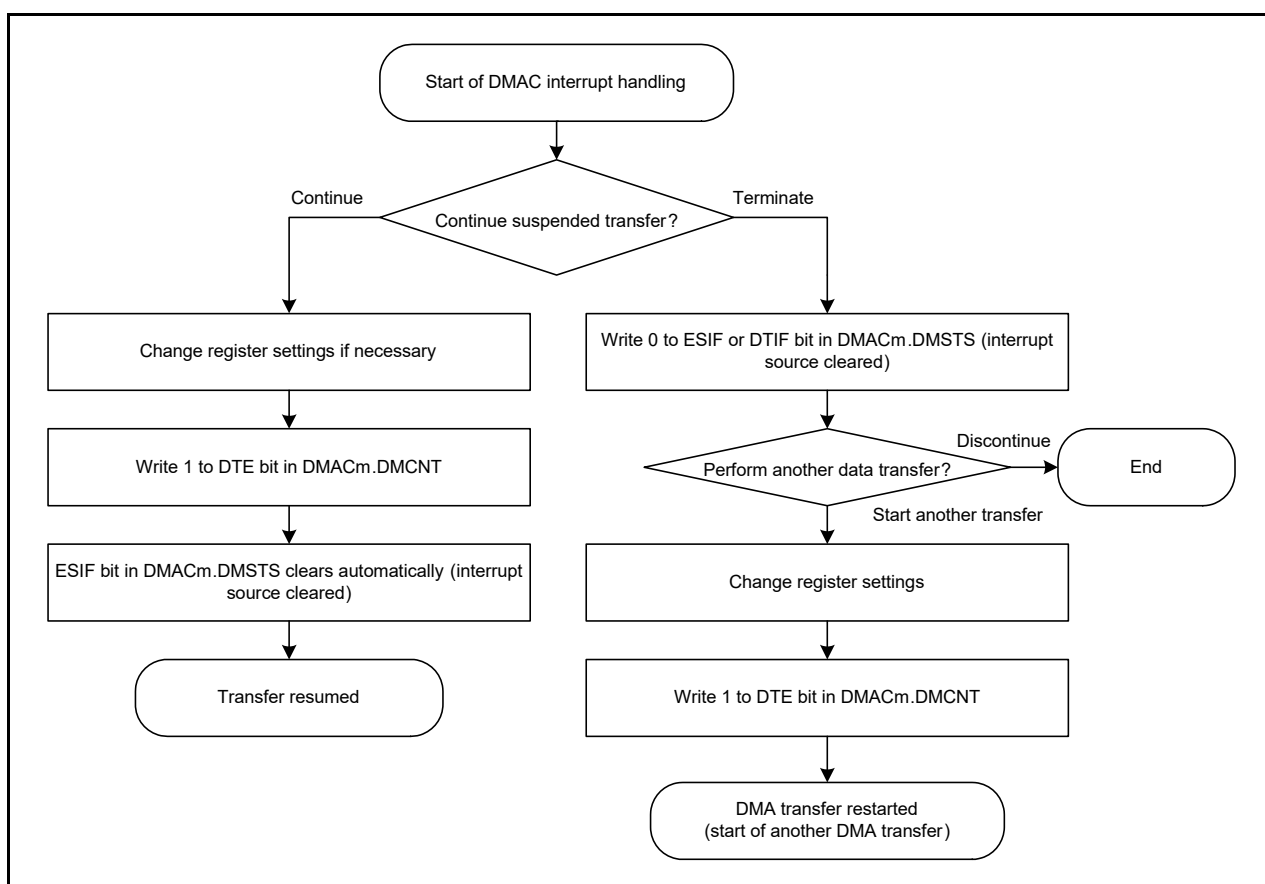 Start of DMAC interrupt handling
Continue
Terminate
Continue suspended transfer?
Change register settings if necessary
Write 1 to DTE bit in DMACm.DMCNT
ESIF bit in DMACm.DMSTS clears automatically (interrupt
source cleared)
Transfer resumed
Write 0 to ESIF or DTIF bit in DMACm.DMSTS (interrupt
source cleared)
Perform another data transfer?
Discontinue
End
Start another transfer
Change register settings
Write 1 to DTE bit in DMACm.DMCNT
DMA transfer restarted
(start of another DMA transfer)